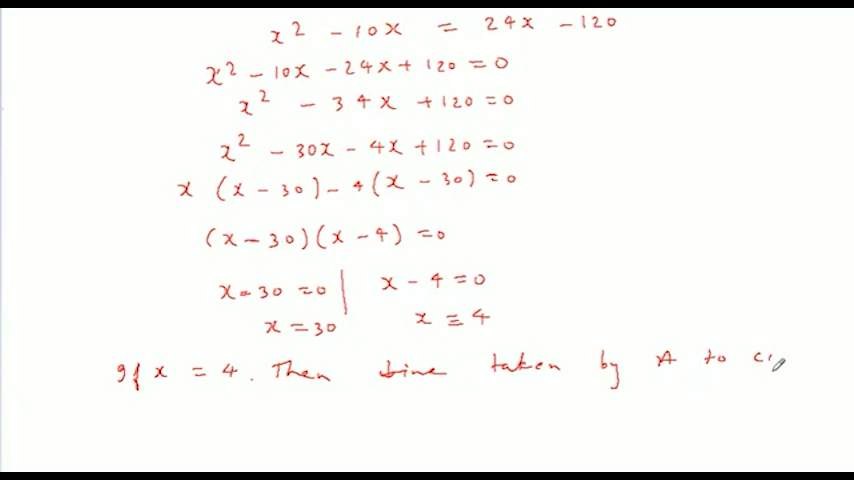 x² - 10x = 24x - 120
x² - 10x - 24x + 120 = 0
x² - 34x + 120 = 0
x² - 30x - 4x + 120 = 0
x (x - 30) - 4 (x - 30) = 0
(x - 30)(x - 4) = 0
x - 30 = 0 | x - 4 = 0
x = 30 x = 4
If x = 4. Then time taken by A to